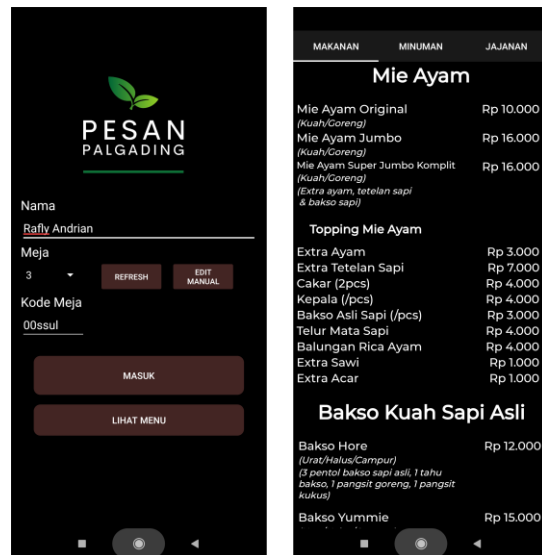 PESAN
PALGADING
Nama
Rafly Andrian
Meja
3
REFRESH
EDIT
MANUAL
Kode Meja
00ssul
MASUK
LIHAT MENU
MAKANAN MINUMAN JAJANAN
Mie Ayam
Mie Ayam Original Rp 10.000
(Kuah/Goreng)
Mie Ayam Jumbo Rp 16.000
(Kuah/Goreng)
Mie Ayam Super Jumbo Komplit Rp 16.000
(Kuah/Goreng)
(Extra ayam, tetelan sapi
& bakso sapi)
Topping Mie Ayam
Extra Ayam Rp 3.000
Extra Tetelan Sapi Rp 7.000
Cakar (2pcs) Rp 4.000
Kepala (/pcs) Rp 4.000
Bakso Asli Sapi (/pcs) Rp 3.000
Telur Mata Sapi Rp 4.000
Balungan Rica Ayam Rp 4.000
Extra Sawi Rp 1.000
Extra Acar Rp 1.000
Bakso Kuah Sapi Asli
Bakso Hore Rp 12.000
(Urat/Halus/Campur)
(3 pentol bakso sapi asli, 1 tahu
bakso, 1 pangsit goreng, 1 pangsit
kukus)
Bakso Yummie Rp 15.000